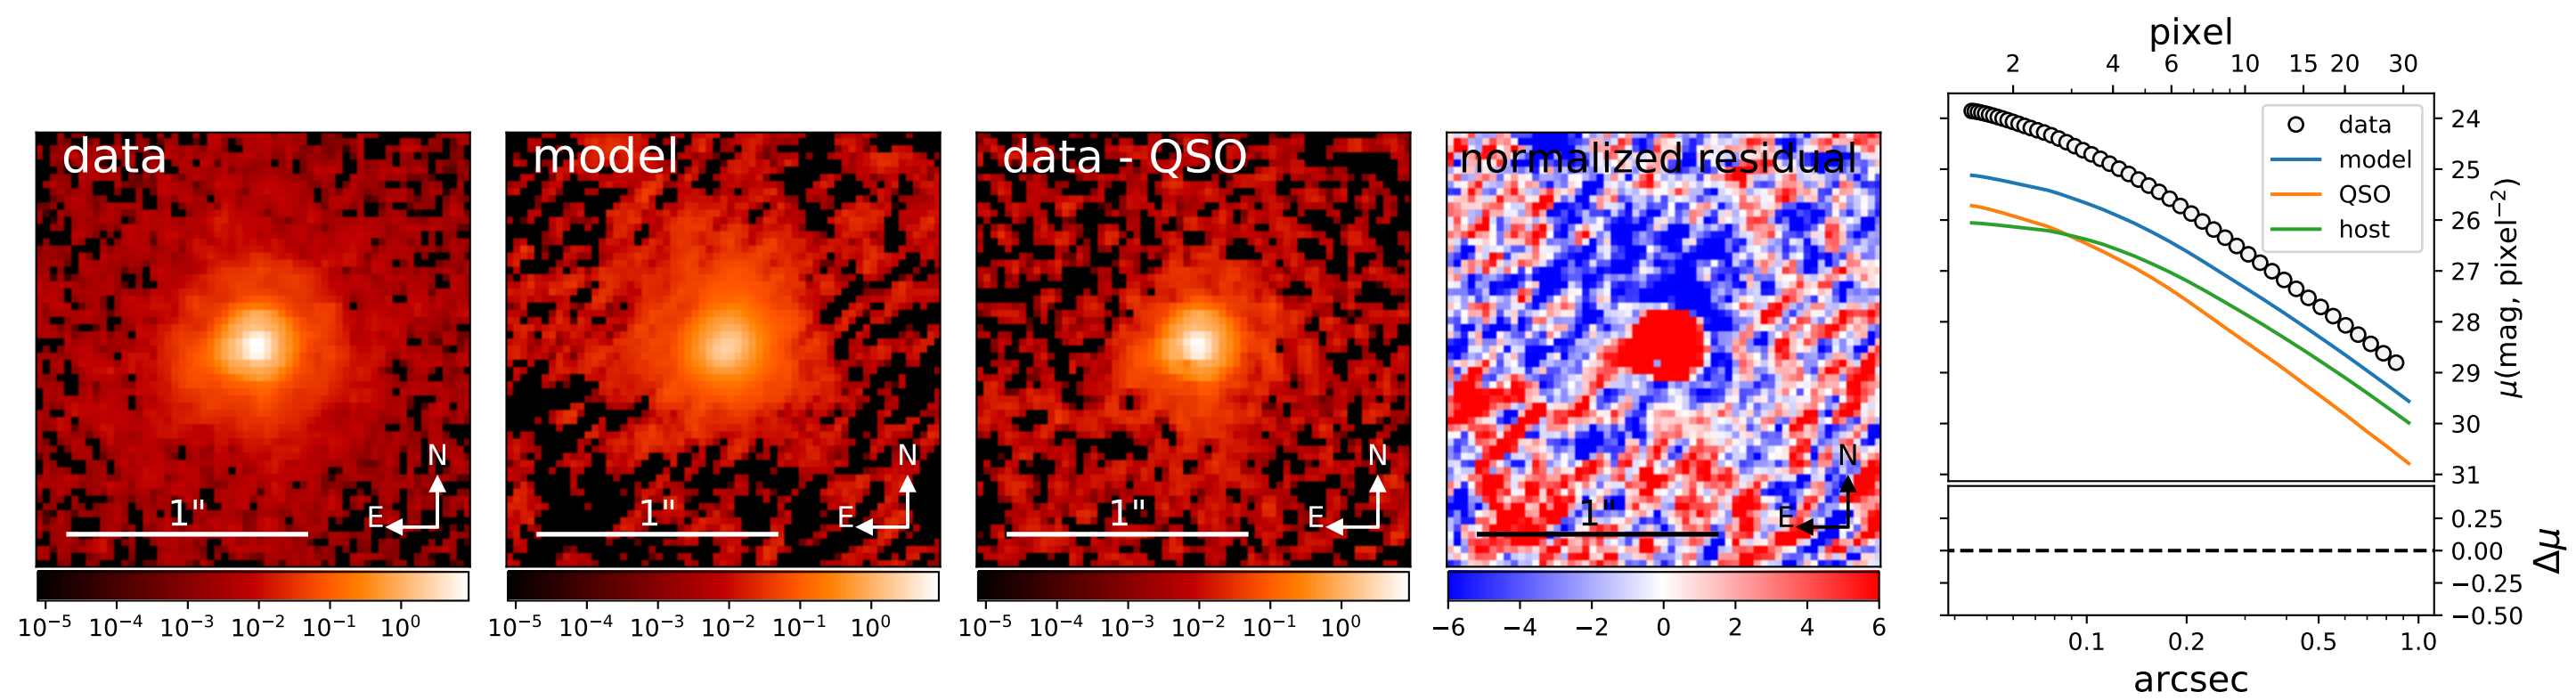 data
N
E
1"
10⁻⁵ 10⁻⁴ 10⁻³ 10⁻² 10⁻¹ 10⁰
model
N
E
1"
10⁻⁵ 10⁻⁴ 10⁻³ 10⁻² 10⁻¹ 10⁰
data - QSO
N
E
1"
10⁻⁵ 10⁻⁴ 10⁻³ 10⁻² 10⁻¹ 10⁰
normalized residual
N
E
1"
−6 −4 −2 0 2 4 6
pixel
2 4 6 10 15 20 30
data
model
QSO
host
24
25
26
27
28
29
30
31
μ(mag, pixel⁻²)
0.25
0.00
−0.25
−0.50
Δμ
0.1 0.2 0.5 1.0
arcsec